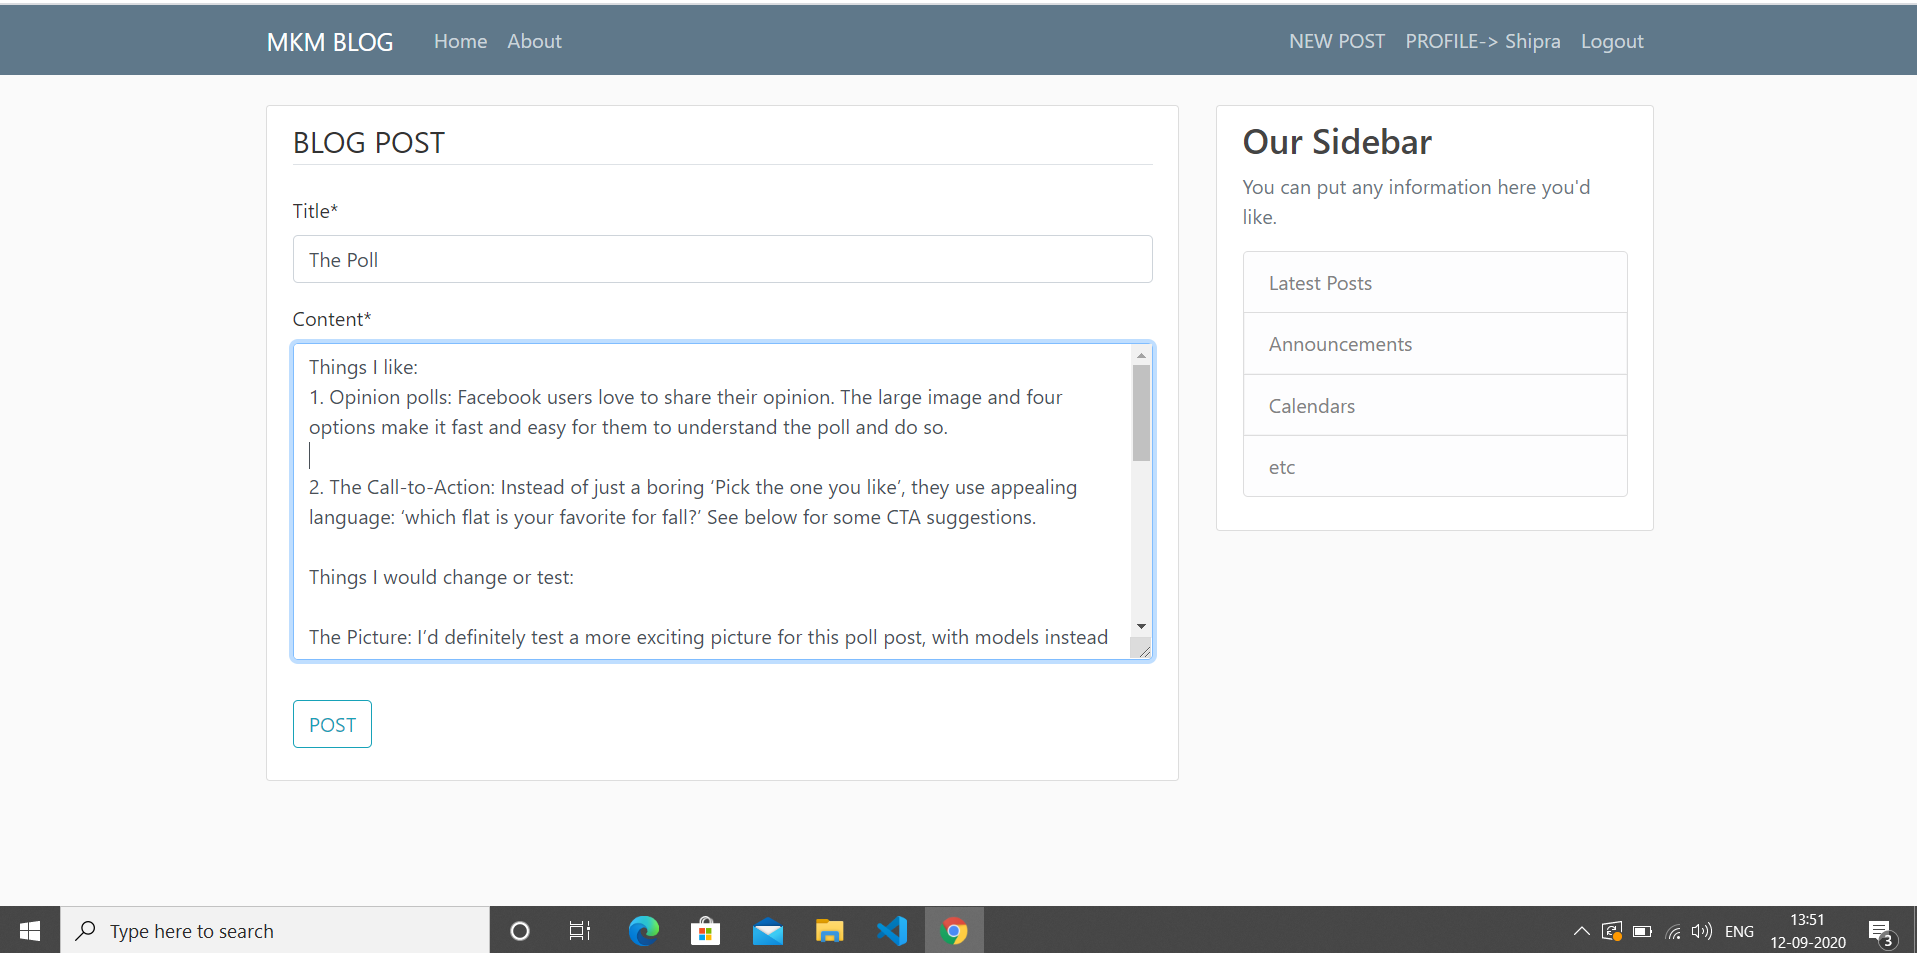 MKM BLOG Home About NEW POST PROFILE-> Shipra Logout
BLOG POST
Title*
The Poll
Content*
Things I like:
1. Opinion polls: Facebook users love to share their opinion. The large image and four
options make it fast and easy for them to understand the poll and do so.
2. The Call-to-Action: Instead of just a boring ‘Pick the one you like’, they use appealing
language: ‘which flat is your favorite for fall?’ See below for some CTA suggestions.
Things I would change or test:
The Picture: I’d definitely test a more exciting picture for this poll post, with models instead
POST
Our Sidebar
You can put any information here you'd
like.
Latest Posts
Announcements
Calendars
etc
Type here to search
ENG
13:51
12-09-2020
3